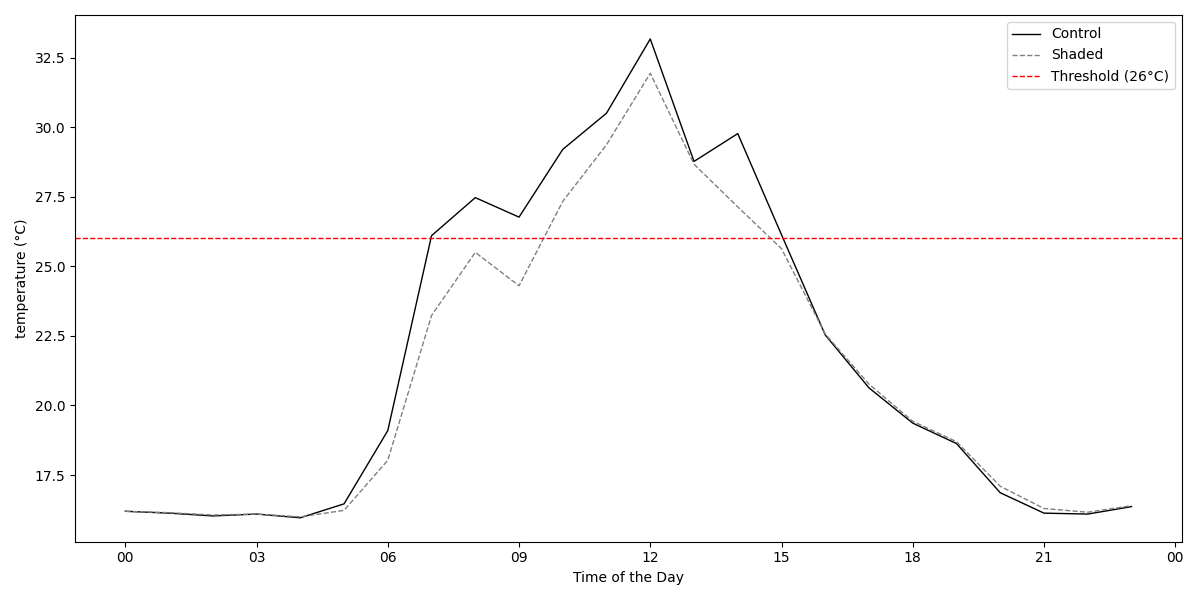 Control
Shaded
Threshold (26°C)
temperature (°C)
32.5
30.0
27.5
25.0
22.5
20.0
17.5
00 03 06 09 12 15 18 21 00
Time of the Day